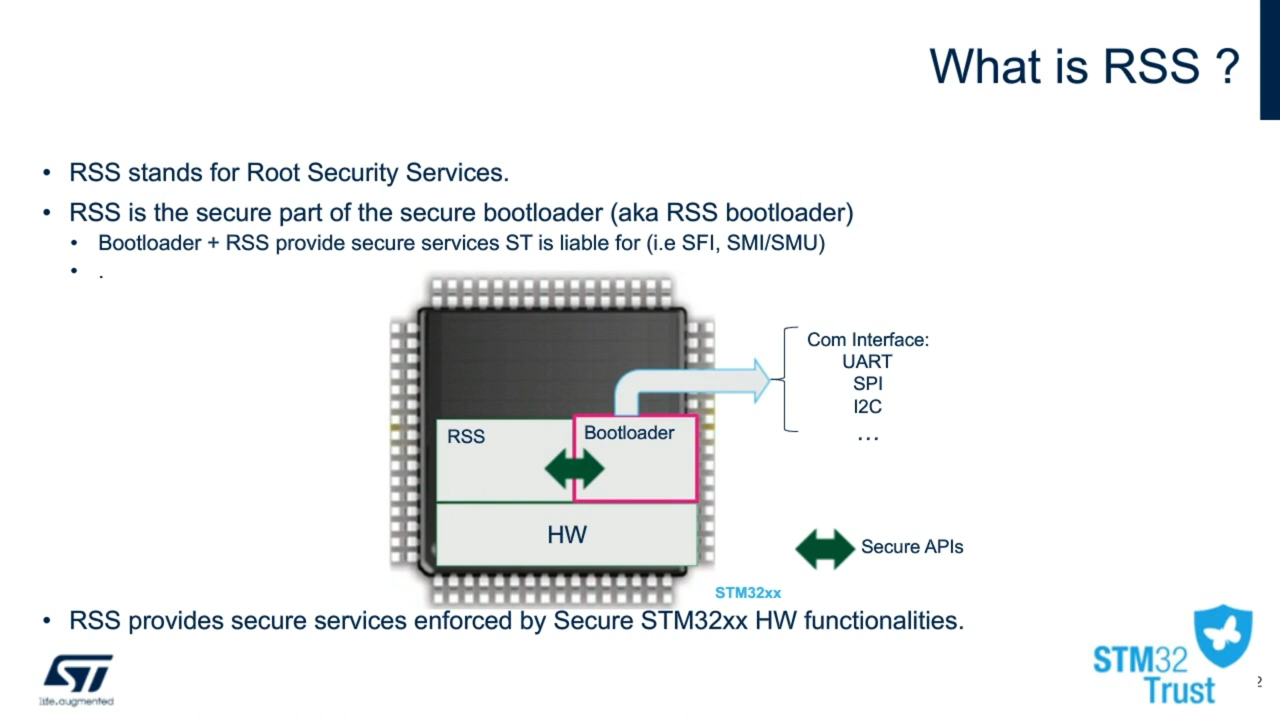 What is RSS ?
• RSS stands for Root Security Services.
• RSS is the secure part of the secure bootloader (aka RSS bootloader)
• Bootloader + RSS provide secure services ST is liable for (i.e SFI, SMI/SMU)
• .
Com Interface:
UART
SPI
I2C
...
RSS
Bootloader
HW
Secure APIs
STM32xx
• RSS provides secure services enforced by Secure STM32xx HW functionalities.
ST
life.augmented
STM32
Trust
2